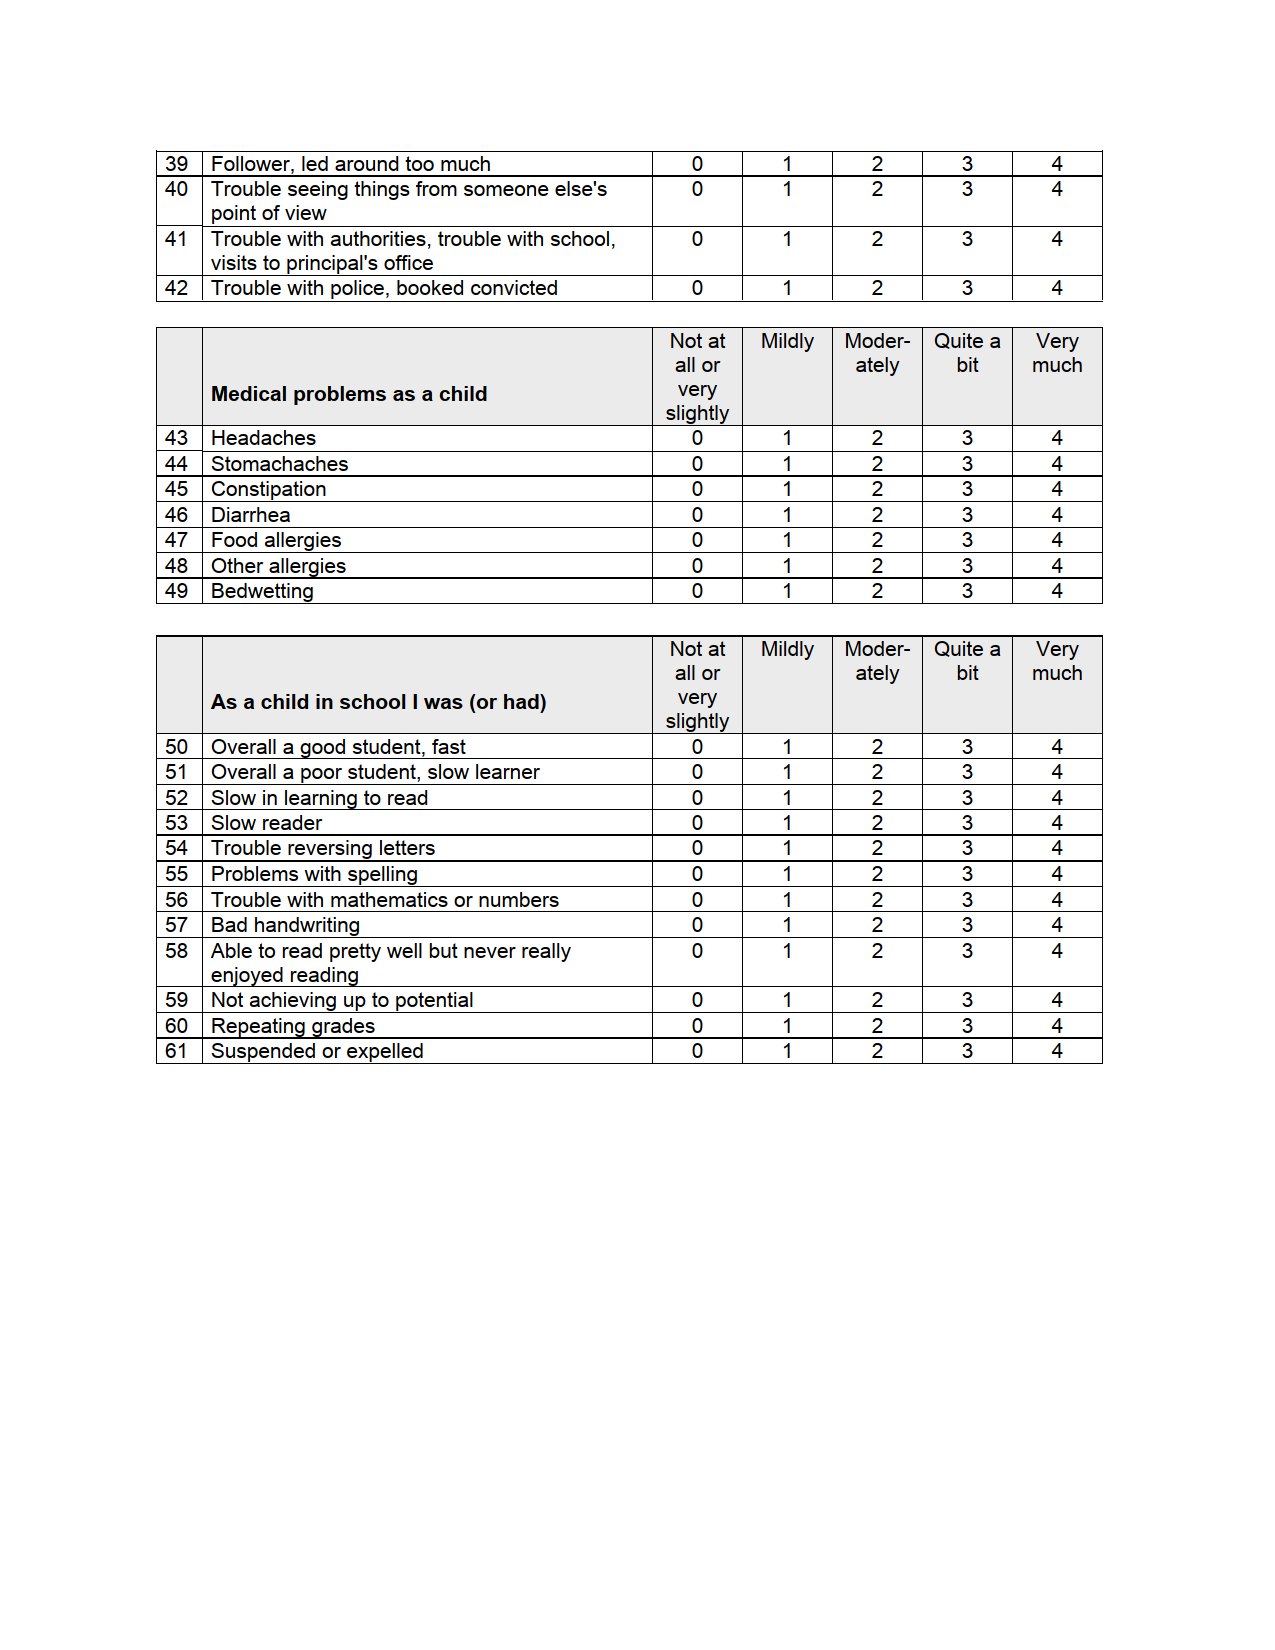 39 Follower, led around too much 0 1 2 3 4
40 Trouble seeing things from someone else's 0 1 2 3 4
point of view
41 Trouble with authorities, trouble with school, 0 1 2 3 4
visits to principal's office
42 Trouble with police, booked convicted 0 1 2 3 4
Not at Mildly Moder- Quite a Very
all or ately bit much
very
Medical problems as a child
slightly
43 Headaches 0 1 2 3 4
44 Stomachaches 0 1 2 3 4
45 Constipation 0 1 2 3 4
46 Diarrhea 0 1 2 3 4
47 Food allergies 0 1 2 3 4
48 Other allergies 0 1 2 3 4
49 Bedwetting 0 1 2 3 4
Not at Mildly Moder- Quite a Very
all or ately bit much
very
As a child in school I was (or had)
slightly
50 Overall a good student, fast 0 1 2 3 4
51 Overall a poor student, slow learner 0 1 2 3 4
52 Slow in learning to read 0 1 2 3 4
53 Slow reader 0 1 2 3 4
54 Trouble reversing letters 0 1 2 3 4
55 Problems with spelling 0 1 2 3 4
56 Trouble with mathematics or numbers 0 1 2 3 4
57 Bad handwriting 0 1 2 3 4
58 Able to read pretty well but never really 0 1 2 3 4
enjoyed reading
59 Not achieving up to potential 0 1 2 3 4
60 Repeating grades 0 1 2 3 4
61 Suspended or expelled 0 1 2 3 4